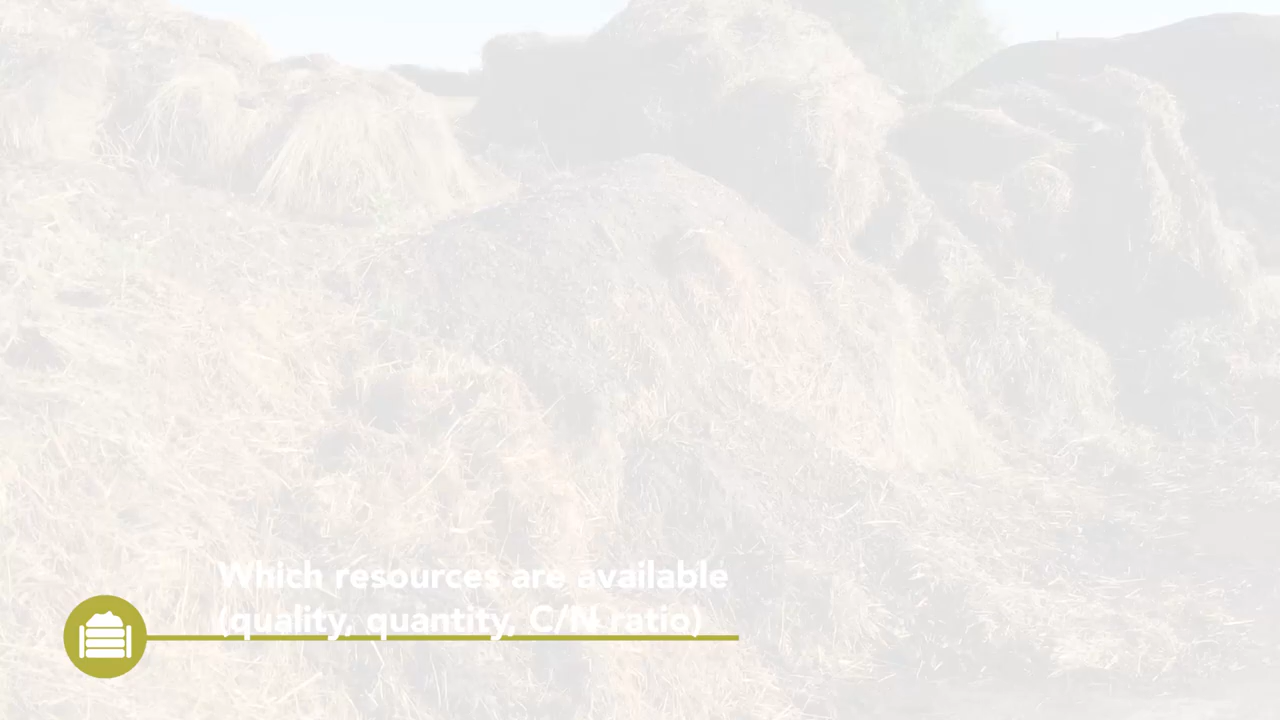 Which resources are available
(quality, quantity, C/N ratio)